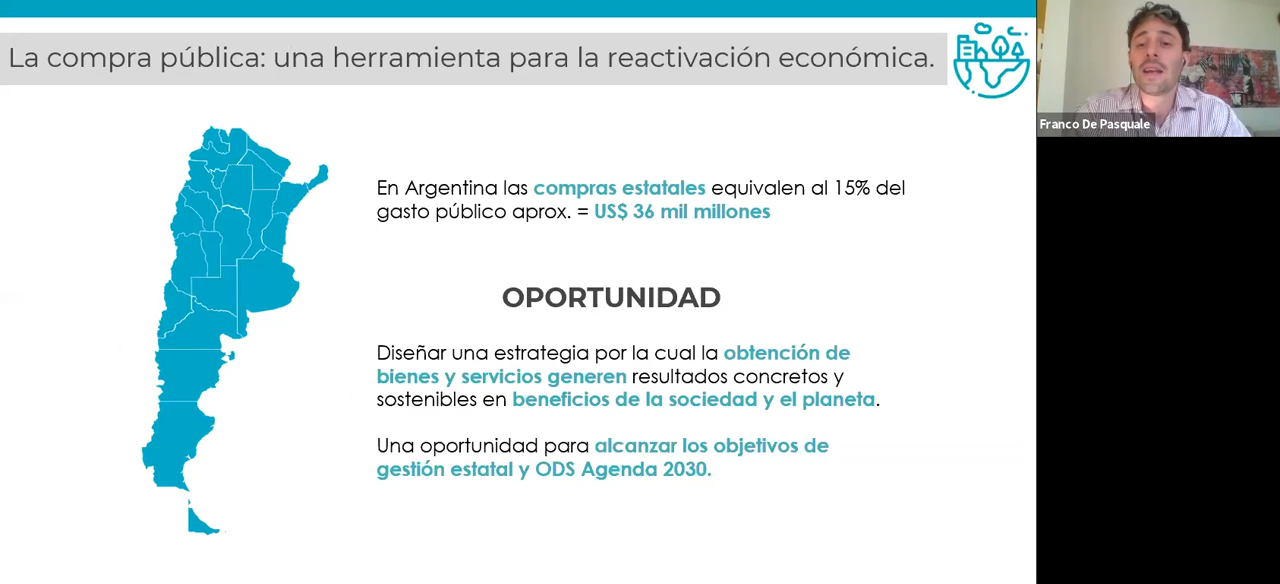 La compra pública: una herramienta para la reactivación económica.
Franco De Pasquale
En Argentina las compras estatales equivalen al 15% del
gasto público aprox. = US$ 36 mil millones
OPORTUNIDAD
Diseñar una estrategia por la cual la obtención de
bienes y servicios generen resultados concretos y
sostenibles en beneficios de la sociedad y el planeta.
Una oportunidad para alcanzar los objetivos de
gestión estatal y ODS Agenda 2030.